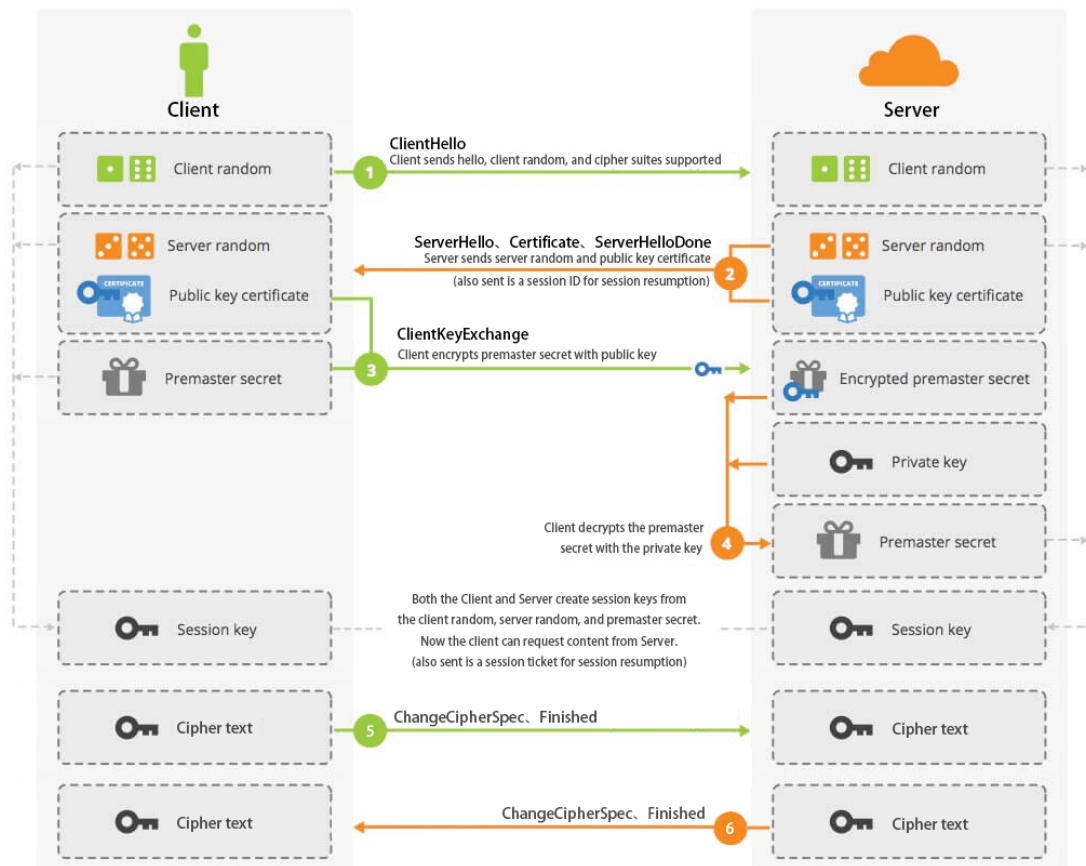 Client
Server
ClientHello
Client sends hello, client random, and cipher suites supported
Client random
1
Client random
ServerHello、Certificate、ServerHelloDone
Server sends server random and public key certificate
(also sent is a session ID for session resumption)
Server random
2
Server random
CERTIFICATE
Public key certificate
CERTIFICATE
Public key certificate
ClientKeyExchange
Client encrypts premaster secret with public key
Premaster secret
3
Encrypted premaster secret
Private key
Client decrypts the premaster
secret with the private key
4
Premaster secret
Both the Client and Server create session keys from
the client random, server random, and premaster secret.
Now the client can request content from Server.
(also sent is a session ticket for session resumption)
Session key
Session key
ChangeCipherSpec、Finished
Cipher text
5
Cipher text
ChangeCipherSpec、Finished
Cipher text
6
Cipher text